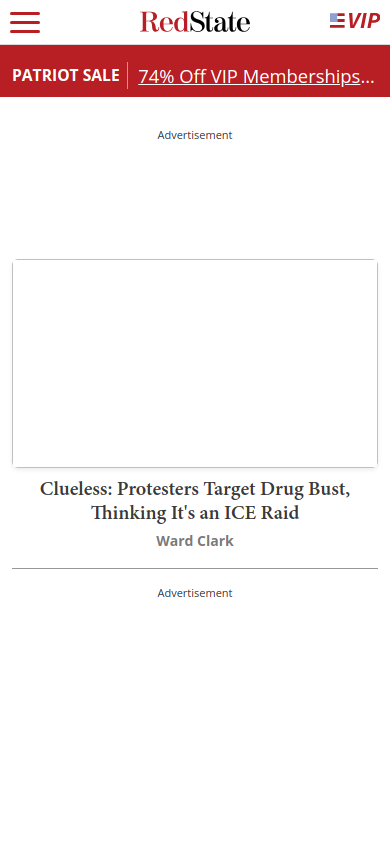 RedState
VIP
PATRIOT SALE
74% Off VIP Memberships...
Advertisement
Clueless: Protesters Target Drug Bust,
Thinking It's an ICE Raid
Ward Clark
Advertisement